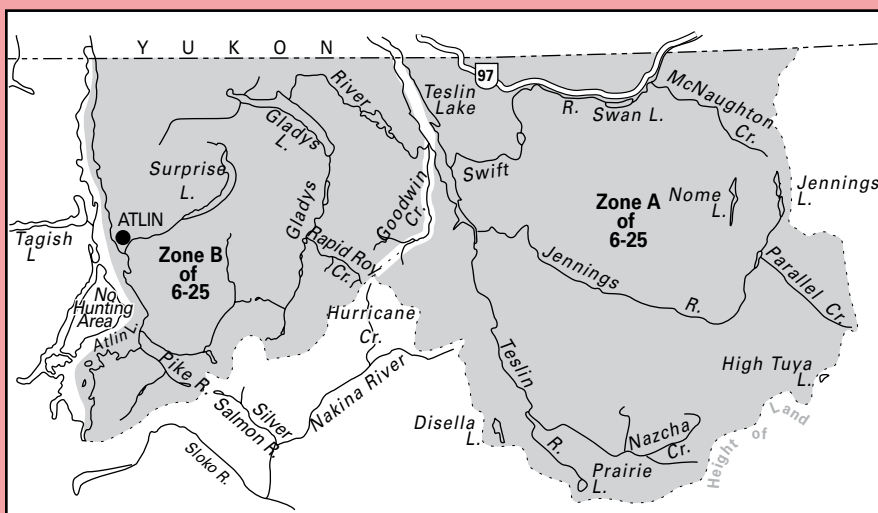 YUKON
97
Teslin
Lake
River
Gladys
L.
R.
Swan L.
McNaughton
Cr.
Surprise
L.
Swift
ATLIN
Tagish
L
Zone B
of
6-25
Gladys
Goodwin
Cr.
Rapid Roy
Cr.
Zone A
of
6-25
Nome
L.
Jennings
L.
Jennings
R.
Parallel Cr.
No
Hunting
Area
Atlin L.
Hurricane
Cr.
Pike R.
Silver
Salmon R.
Nakina River
Sloko R.
Teslin
R.
Disella
L.
Nazcha
Cr.
Prairie
L.
High Tuya
L.
Height of Land